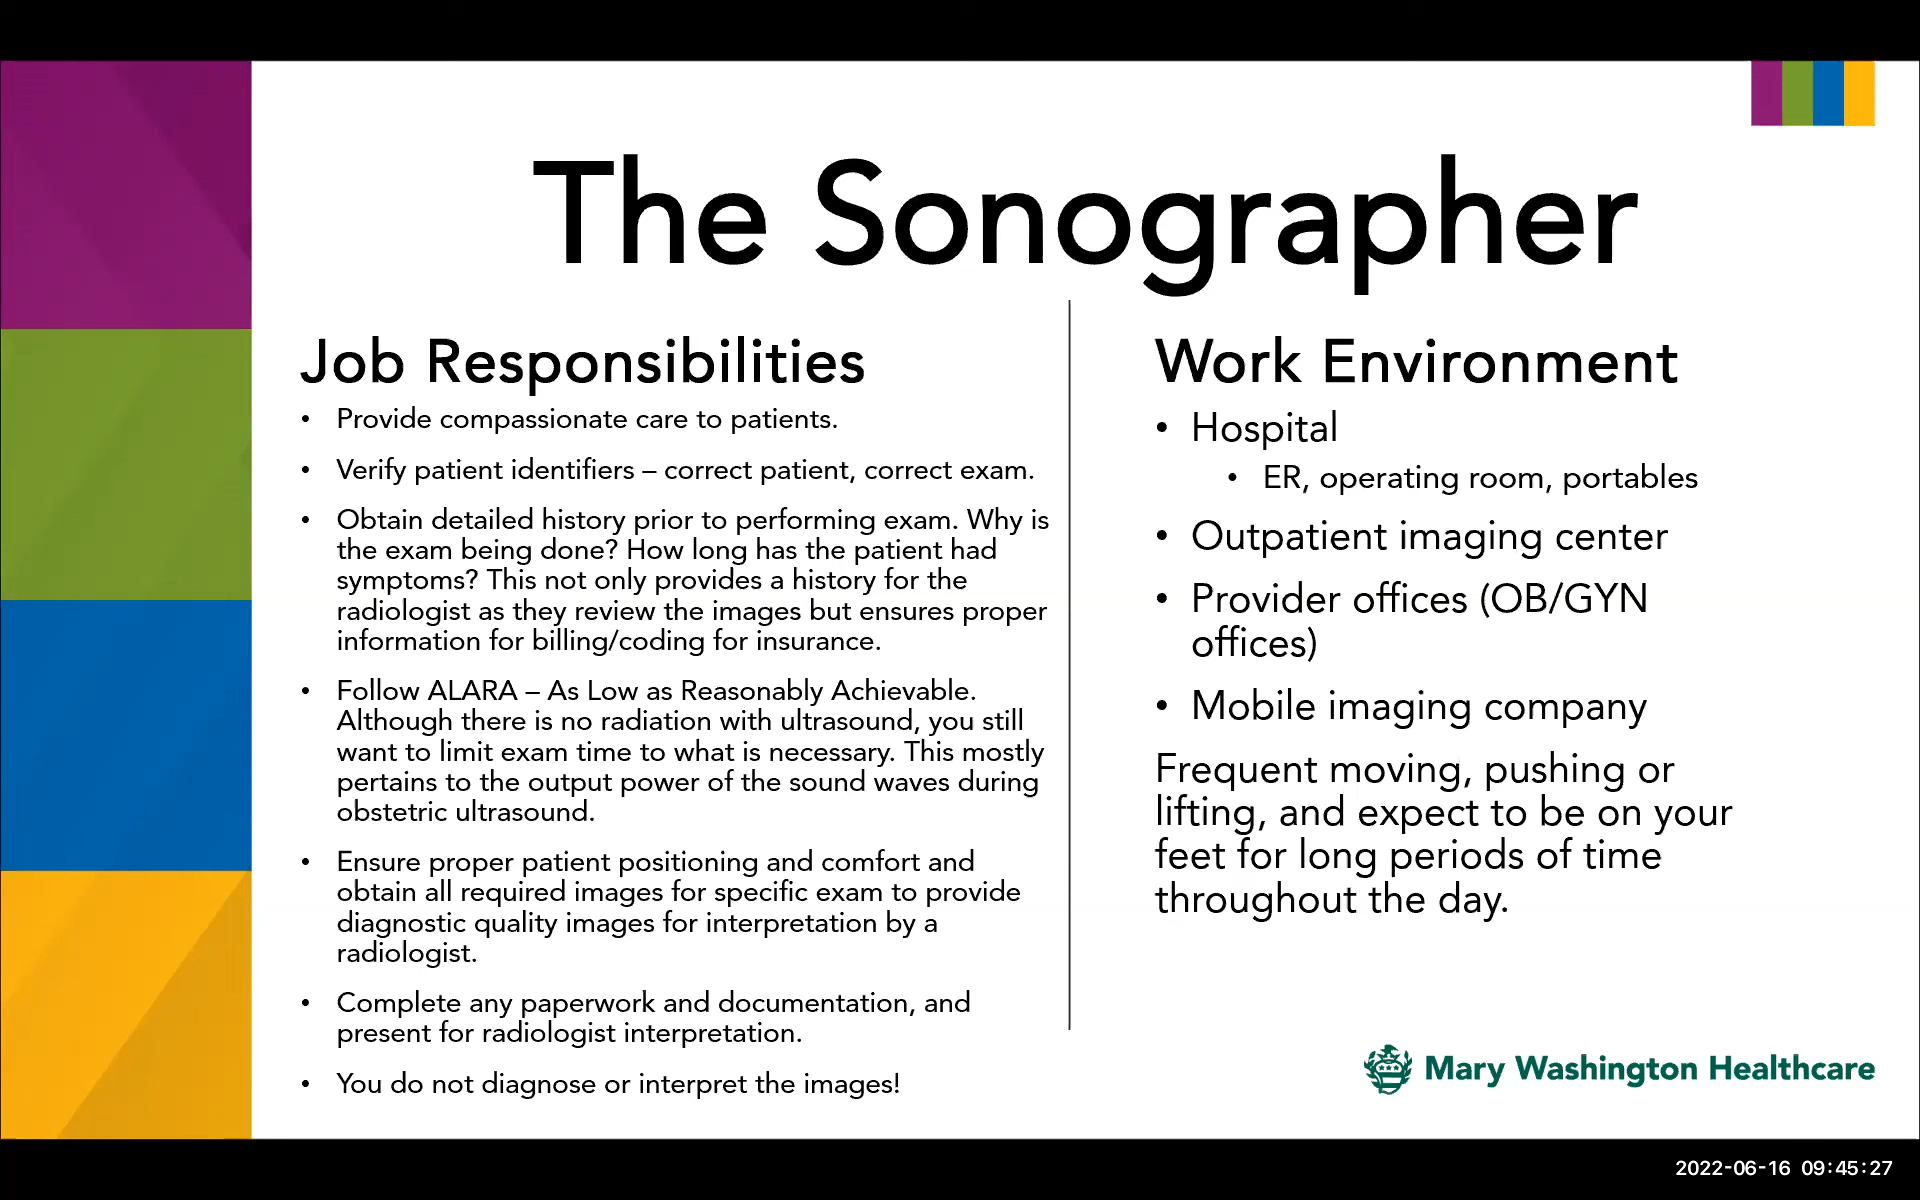 The Sonographer
Job Responsibilities
• Provide compassionate care to patients.
• Verify patient identifiers – correct patient, correct exam.
• Obtain detailed history prior to performing exam. Why is
the exam being done? How long has the patient had
symptoms? This not only provides a history for the
radiologist as they review the images but ensures proper
information for billing/coding for insurance.
• Follow ALARA – As Low as Reasonably Achievable.
Although there is no radiation with ultrasound, you still
want to limit exam time to what is necessary. This mostly
pertains to the output power of the sound waves during
obstetric ultrasound.
• Ensure proper patient positioning and comfort and
obtain all required images for specific exam to provide
diagnostic quality images for interpretation by a
radiologist.
• Complete any paperwork and documentation, and
present for radiologist interpretation.
• You do not diagnose or interpret the images!
Work Environment
• Hospital
• ER, operating room, portables
• Outpatient imaging center
• Provider offices (OB/GYN
offices)
• Mobile imaging company
Frequent moving, pushing or
lifting, and expect to be on your
feet for long periods of time
throughout the day.
Mary Washington Healthcare
2022-06-16 09:45:27